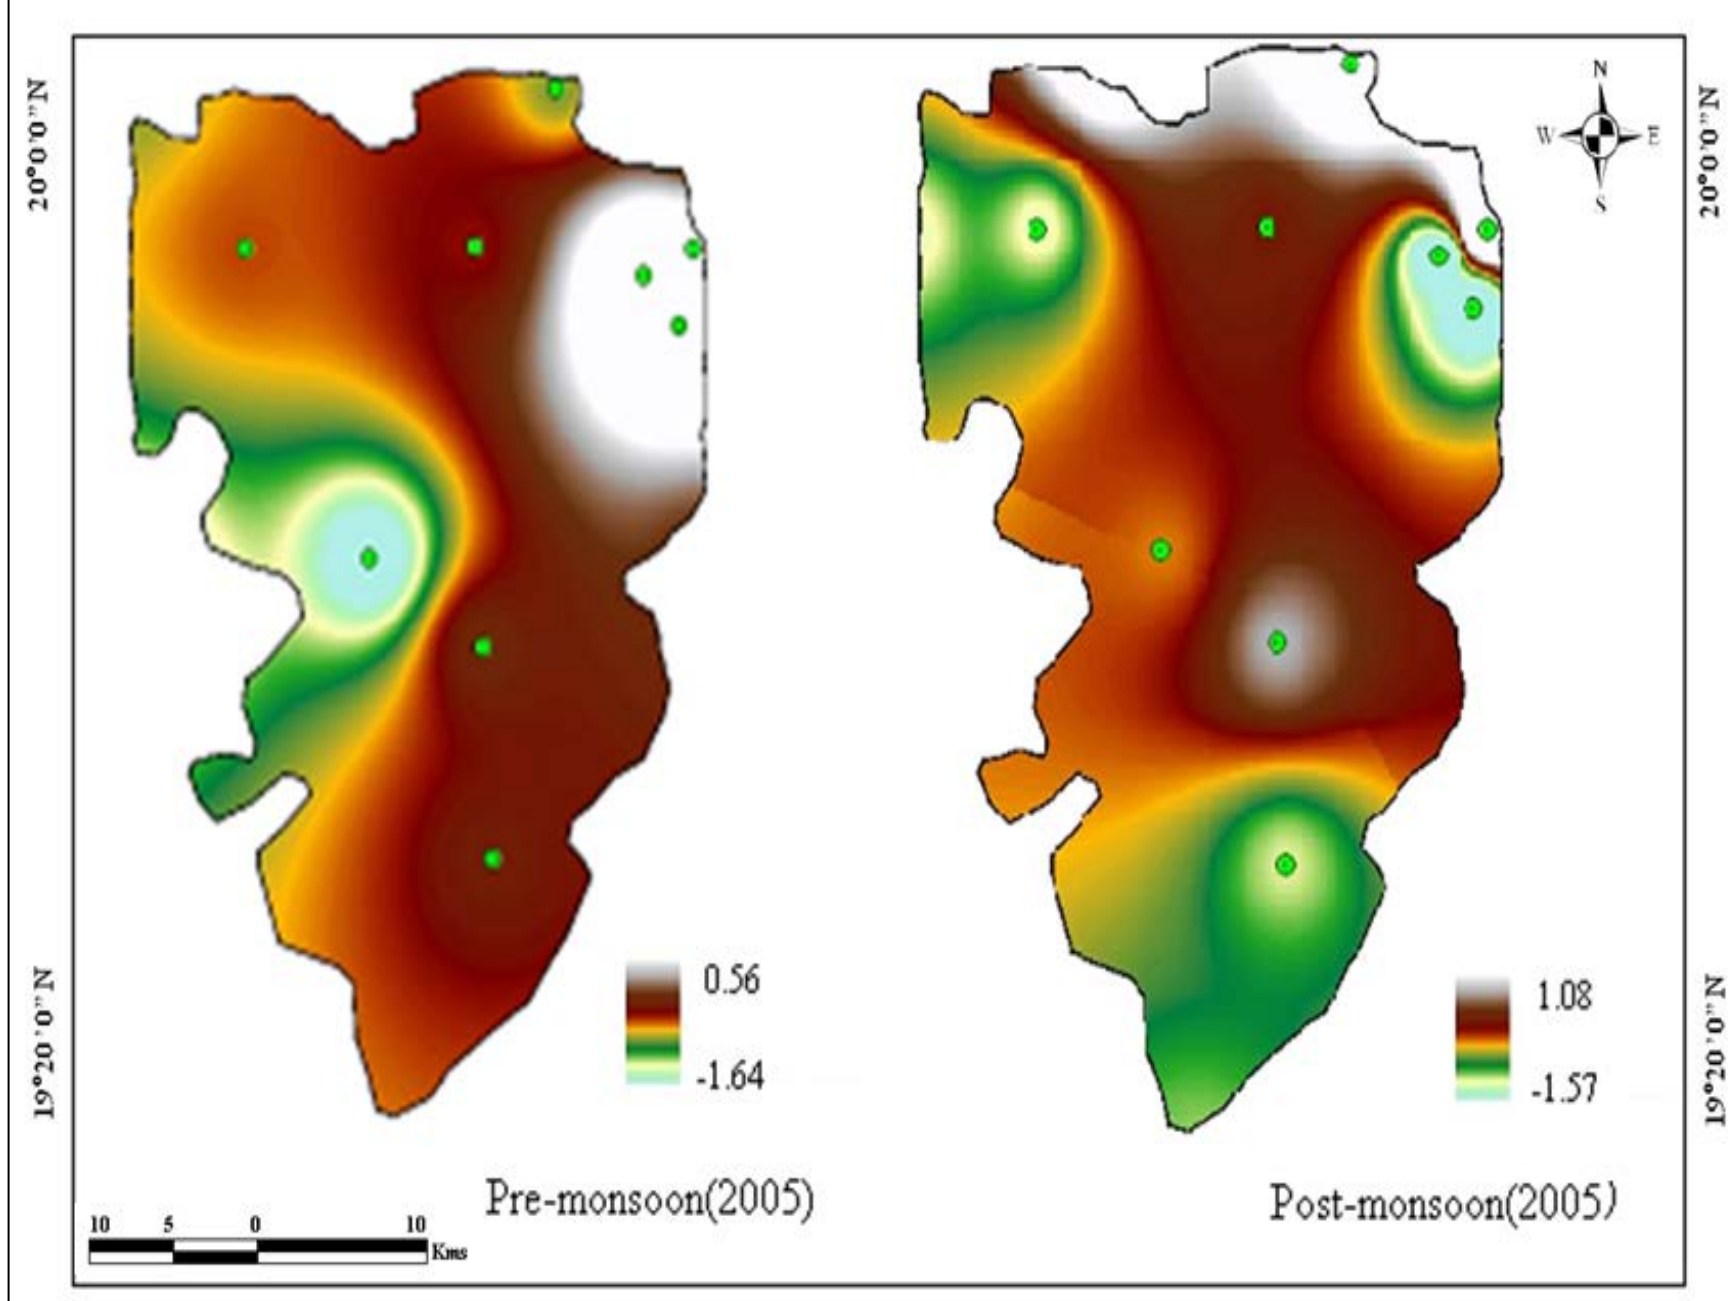 N
W E
S
20°0'0"N
20°0'0"N
19°20'0"N
19°20'0"N
0.56
-1.64
1.08
-1.57
Pre-monsoon(2005)
Post-monsoon(2005)
10 5 0 10
Kms